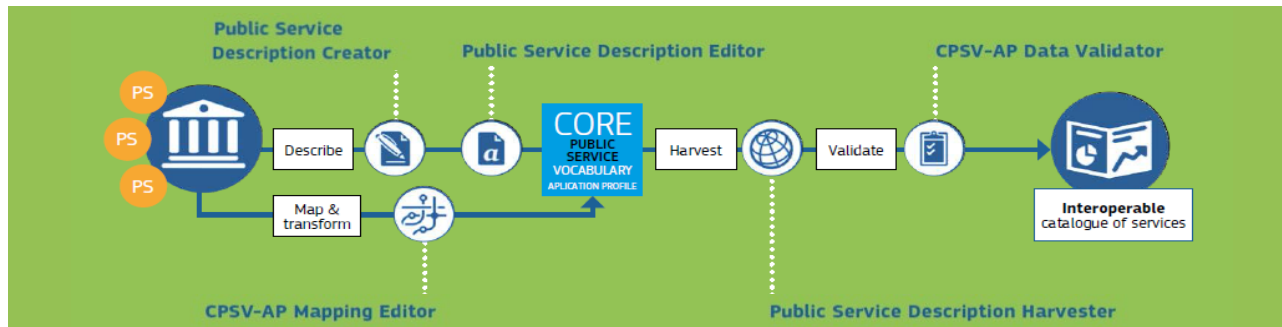 Public Service
Description Creator
Public Service Description Editor
CPSV-AP Data Validator
PS
PS
PS
Describe
a
CORE
PUBLIC
SERVICE
VOCABULARY
APLICATION PROFILE
Harvest
Validate
Map &
transform
Interoperable
catalogue of services
CPSV-AP Mapping Editor
Public Service Description Harvester